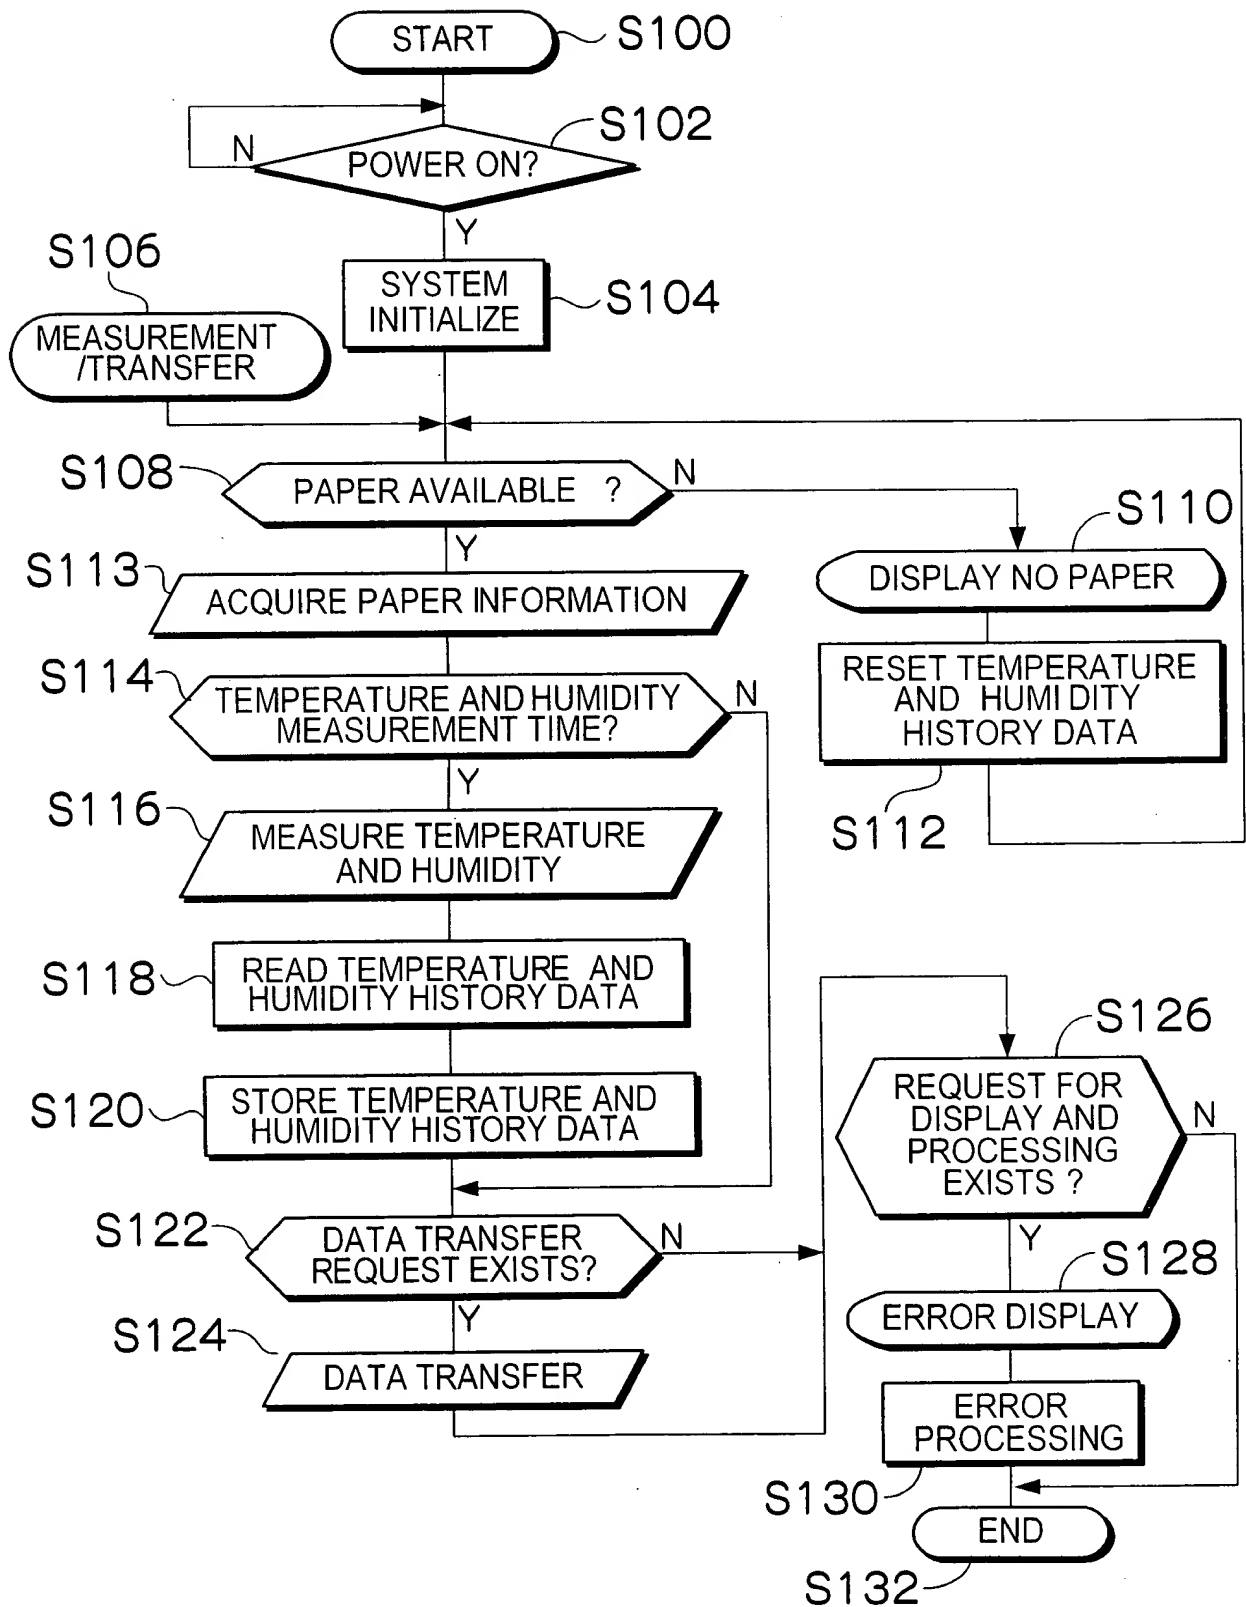 START
S100
S102
N
POWER ON?
Y
S106
SYSTEM
INITIALIZE
S104
MEASUREMENT
/TRANSFER
S108
PAPER AVAILABLE ?
N
Y
S110
S113
DISPLAY NO PAPER
ACQUIRE PAPER INFORMATION
RESET TEMPERATURE
AND HUMIDITY
HISTORY DATA
S112
S114
TEMPERATURE AND HUMIDITY
MEASUREMENT TIME?
N
Y
S116
MEASURE TEMPERATURE
AND HUMIDITY
S118
READ TEMPERATURE AND
HUMIDITY HISTORY DATA
S120
STORE TEMPERATURE AND
HUMIDITY HISTORY DATA
S122
DATA TRANSFER
REQUEST EXISTS?
N
Y
S124
DATA TRANSFER
S126
REQUEST FOR
DISPLAY AND
PROCESSING
EXISTS ?
N
Y
S128
ERROR DISPLAY
ERROR
PROCESSING
S130
END
S132